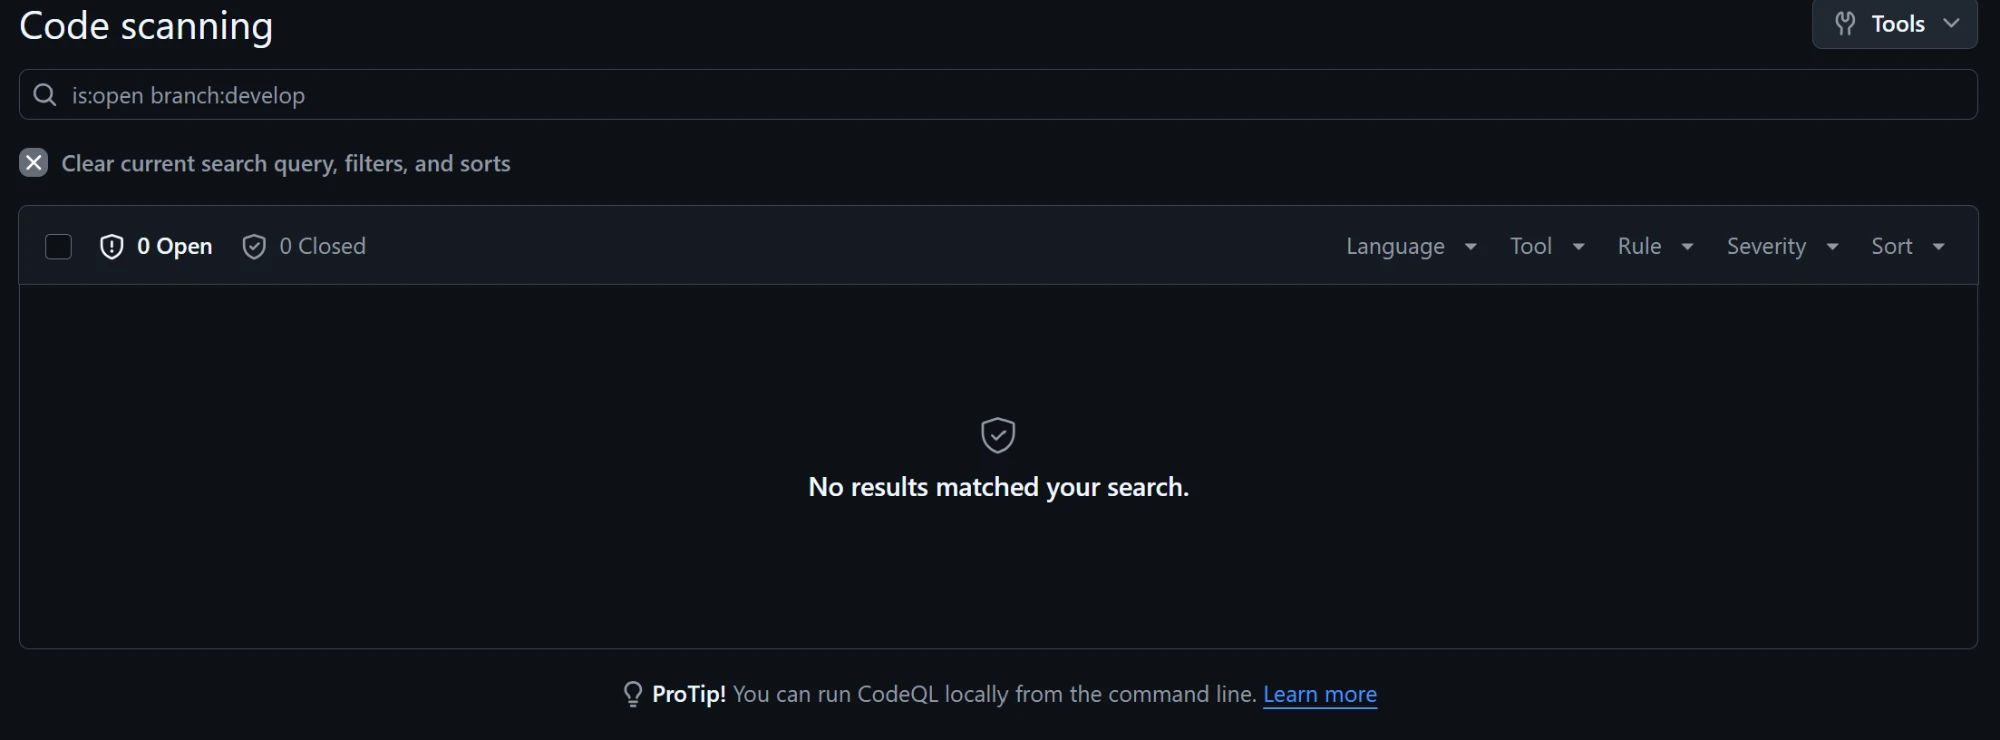 Code scanning
Tools
is:open branch:develop
Clear current search query, filters, and sorts
0 Open 0 Closed Language Tool Rule Severity Sort
No results matched your search.
ProTip! You can run CodeQL locally from the command line. Learn more